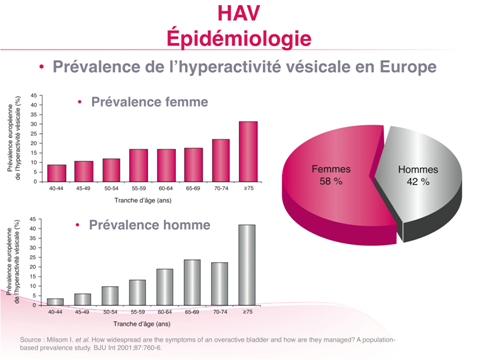 HAV
Épidémiologie
• Prévalence de l'hyperactivité vésicale en Europe
• Prévalence femme
Prévalence européenne
de l'hyperactivité vésicale (%)
45
40
35
30
25
20
15
10
5
0
40-44 45-49 50-54 55-59 60-64 65-69 70-74 ≥75
Tranche d'âge (ans)
Femmes
58 %
Hommes
42 %
• Prévalence homme
Prévalence européenne
de l'hyperactivité vésicale (%)
45
40
35
30
25
20
15
10
5
0
40-44 45-49 50-54 55-59 60-64 65-69 70-74 ≥75
Tranche d'âge (ans)
Source : Milsom I. et al. How widespread are the symptoms of an overactive bladder and how are they managed? A population-
based prevalence study. BJU Int 2001;87:760-6.